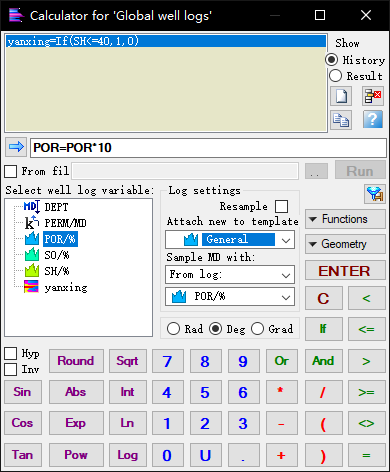 Calculator for 'Global well logs'
yanxing=If(SH<=40,1,0)
Show
History
Result
POR=POR*10
From fil
..
Run
Select well log variable:
MD DEPT
k PERM/MD
POR/%
SO/%
SH/%
yanxing
Log settings
Resample
Attach new to template
General
Sample MD with:
From log:
POR/%
Rad Deg Grad
Functions
Geometry
ENTER
C <
If <=
Hyp
Inv
Round Sqrt 7 8 9 Or And >
Sin Abs Int 4 5 6 * / >=
Cos Exp Ln 1 2 3 - ( <>
Tan Pow Log 0 U . + ) =